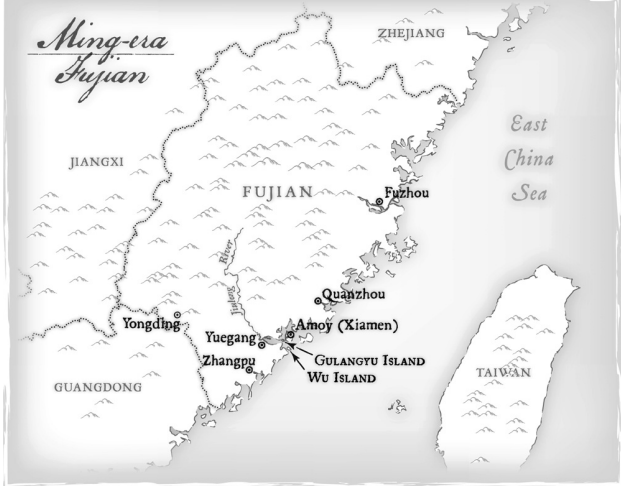 Ming-era
Fujian
ZHEJIANG
East
China
Sea
JIANGXI
FUJIAN
Fuzhou
River
Jiulong
Quanzhou
Yongding
Amoy (Xiamen)
Yuegang
Zhangpu
GULANGYU ISLAND
WU ISLAND
GUANGDONG
TAIWAN